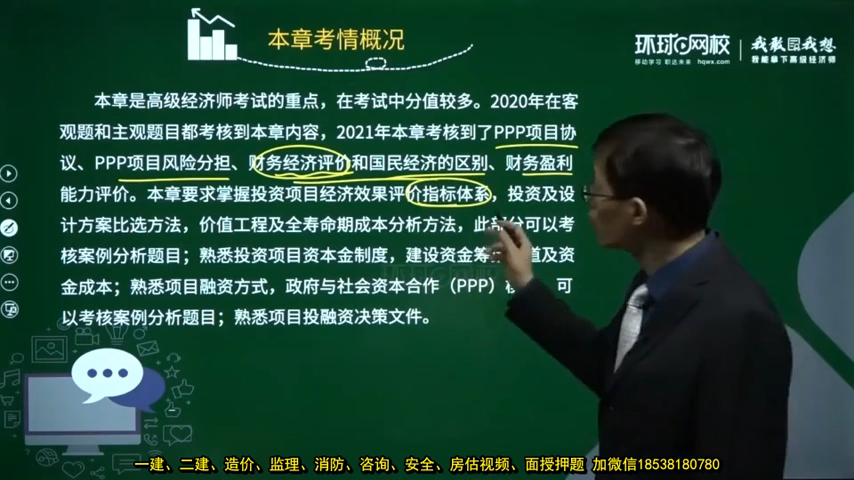 本章考情概况
环球网校
移动学习 职达未来 hqwx.com
我敢 我想
我能拿下高级经济师
本章是高级经济师考试的重点，在考试中分值较多。2020年在客
观题和主观题目都考核到本章内容，2021年本章考核到了PPP项目协
议、PPP项目风险分担、财务经济评价和国民经济的区别、财务盈利
能力评价。本章要求掌握投资项目经济效果评价指标体系，投资及设
计方案比选方法，价值工程及全寿命期成本分析方法，此部分可以考
核案例分析题目；熟悉投资项目资本金制度，建设资金筹 道及资
金成本；熟悉项目融资方式，政府与社会资本合作（PPP） 可
以考核案例分析题目；熟悉项目投融资决策文件。
一建、二建、造价、监理、消防、咨询、安全、房估视频、面授押题 加微信18538180780